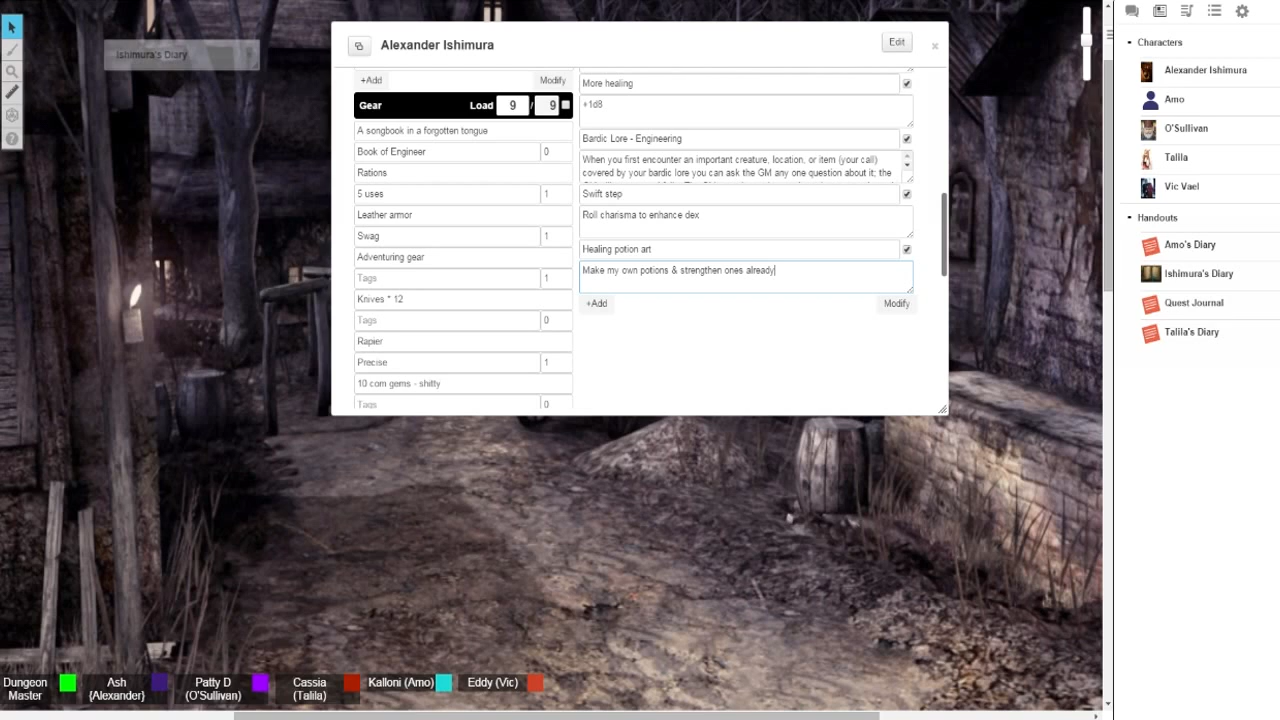 Ishimura's Diary
Alexander Ishimura
Edit
+Add
Modify
Gear
Load
9
/
9
A songbook in a forgotten tongue
Book of Engineer
0
Rations
5 uses
1
Leather armor
Swag
1
Adventuring gear
Tags
1
Knives * 12
Tags
0
Rapier
Precise
1
10 com gems - shitty
Tags
0
More healing
+1d8
Bardic Lore - Engineering
When you first encounter an important creature, location, or item (your call)
covered by your bardic lore you can ask the GM any one question about it; the
Swift step
Roll charisma to enhance dex
Healing potion art
Make my own potions & strengthen ones already
+Add
Modify
Characters
Alexander Ishimura
Amo
O'Sullivan
Talila
Vic Vael
Handouts
Amo's Diary
Ishimura's Diary
Quest Journal
Talila's Diary
Dungeon
Master
Ash
{Alexander}
Patty D
(O'Sullivan)
Cassia
(Talila)
Kalloni (Amo)
Eddy (Vic)